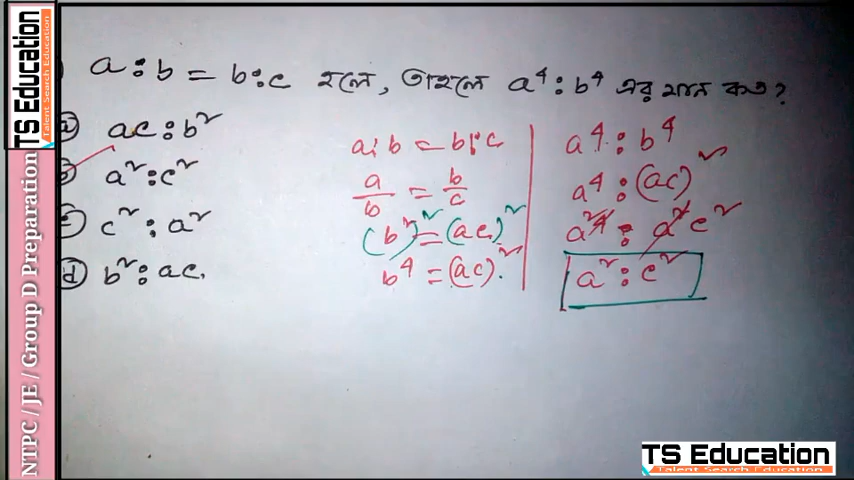 a : b = b : c হলে, তাহলে a⁴ : b⁴ এর মান কত?
ⓐ ac : b²
a² : c²
c² : a²
ⓓ b² : ac.
a : b = b : c
a/b = b/c
(b²)² = (ac)²
b⁴ = (ac)².
a⁴ : b⁴
a⁴ : (ac)²
a⁴² : a²c²
a² : c²
TS Education
Talent Search Education
NTPC / JE / Group D Preparation
TS Education
Talent Search Education